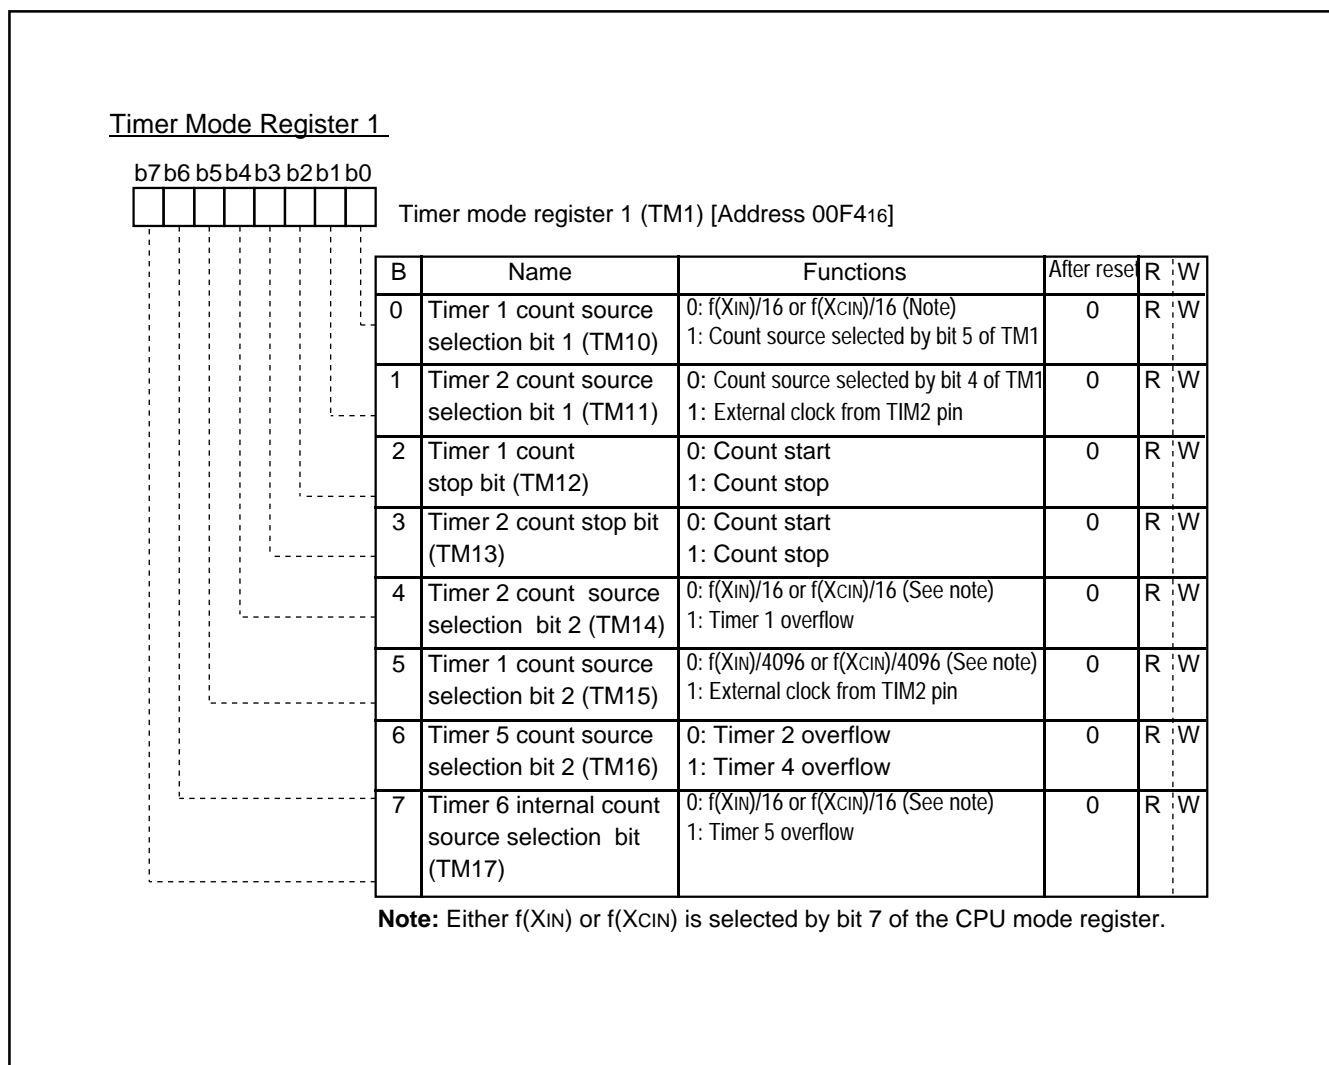 Timer Mode Register 1
b7 b6 b5 b4 b3 b2 b1 b0
Timer mode register 1 (TM1) [Address 00F416]
B Name Functions After reset R W
0 Timer 1 count source selection bit 1 (TM10) 0: f(XIN)/16 or f(XCIN)/16 (Note) 1: Count source selected by bit 5 of TM1 0 R W
1 Timer 2 count source selection bit 1 (TM11) 0: Count source selected by bit 4 of TM1 1: External clock from TIM2 pin 0 R W
2 Timer 1 count stop bit (TM12) 0: Count start 1: Count stop 0 R W
3 Timer 2 count stop bit (TM13) 0: Count start 1: Count stop 0 R W
4 Timer 2 count source selection bit 2 (TM14) 0: f(XIN)/16 or f(XCIN)/16 (See note) 1: Timer 1 overflow 0 R W
5 Timer 1 count source selection bit 2 (TM15) 0: f(XIN)/4096 or f(XCIN)/4096 (See note) 1: External clock from TIM2 pin 0 R W
6 Timer 5 count source selection bit 2 (TM16) 0: Timer 2 overflow 1: Timer 4 overflow 0 R W
7 Timer 6 internal count source selection bit (TM17) 0: f(XIN)/16 or f(XCIN)/16 (See note) 1: Timer 5 overflow 0 R W
Note: Either f(XIN) or f(XCIN) is selected by bit 7 of the CPU mode register.